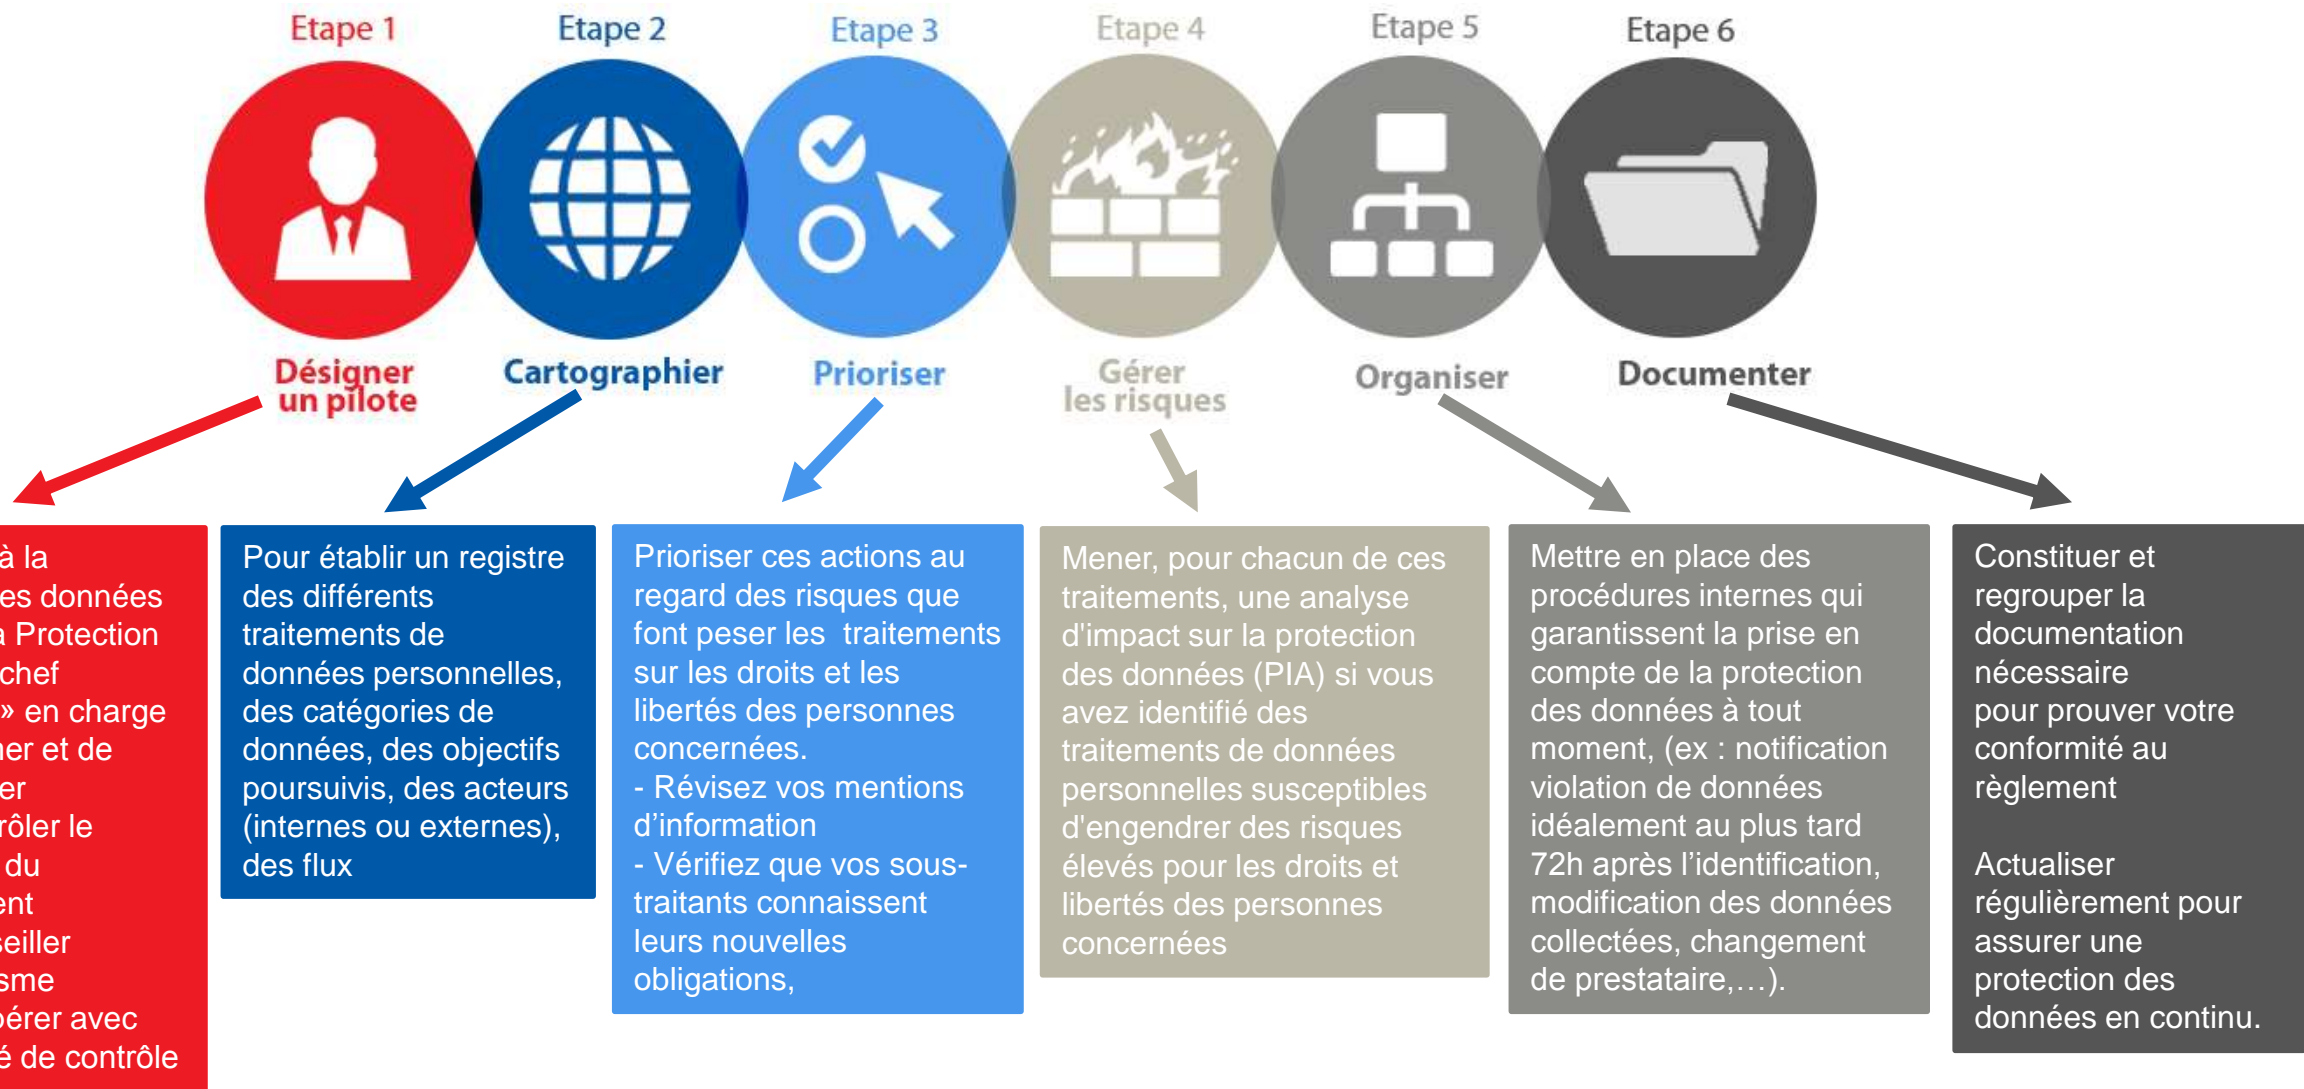 Etape 1
Etape 2
Etape 3
Etape 4
Etape 5
Etape 6
Désigner
un pilote
Cartographier
Prioriser
Gérer
les risques
Organiser
Documenter
à la
es données
Protection
chef
» en charge
er et de
er
rôler le
du
ent
seiller
sme
érer avec
é de contrôle
Pour établir un registre
des différents
traitements de
données personnelles,
des catégories de
données, des objectifs
poursuivis, des acteurs
(internes ou externes),
des flux
Prioriser ces actions au
regard des risques que
font peser les traitements
sur les droits et les
libertés des personnes
concernées.
- Révisez vos mentions
d’information
- Vérifiez que vos sous-
traitants connaissent
leurs nouvelles
obligations,
Mener, pour chacun de ces
traitements, une analyse
d'impact sur la protection
des données (PIA) si vous
avez identifié des
traitements de données
personnelles susceptibles
d'engendrer des risques
élevés pour les droits et
libertés des personnes
concernées
Mettre en place des
procédures internes qui
garantissent la prise en
compte de la protection
des données à tout
moment, (ex : notification
violation de données
idéalement au plus tard
72h après l’identification,
modification des données
collectées, changement
de prestataire,…).
Constituer et
regrouper la
documentation
nécessaire
pour prouver votre
conformité au
règlement
Actualiser
régulièrement pour
assurer une
protection des
données en continu.